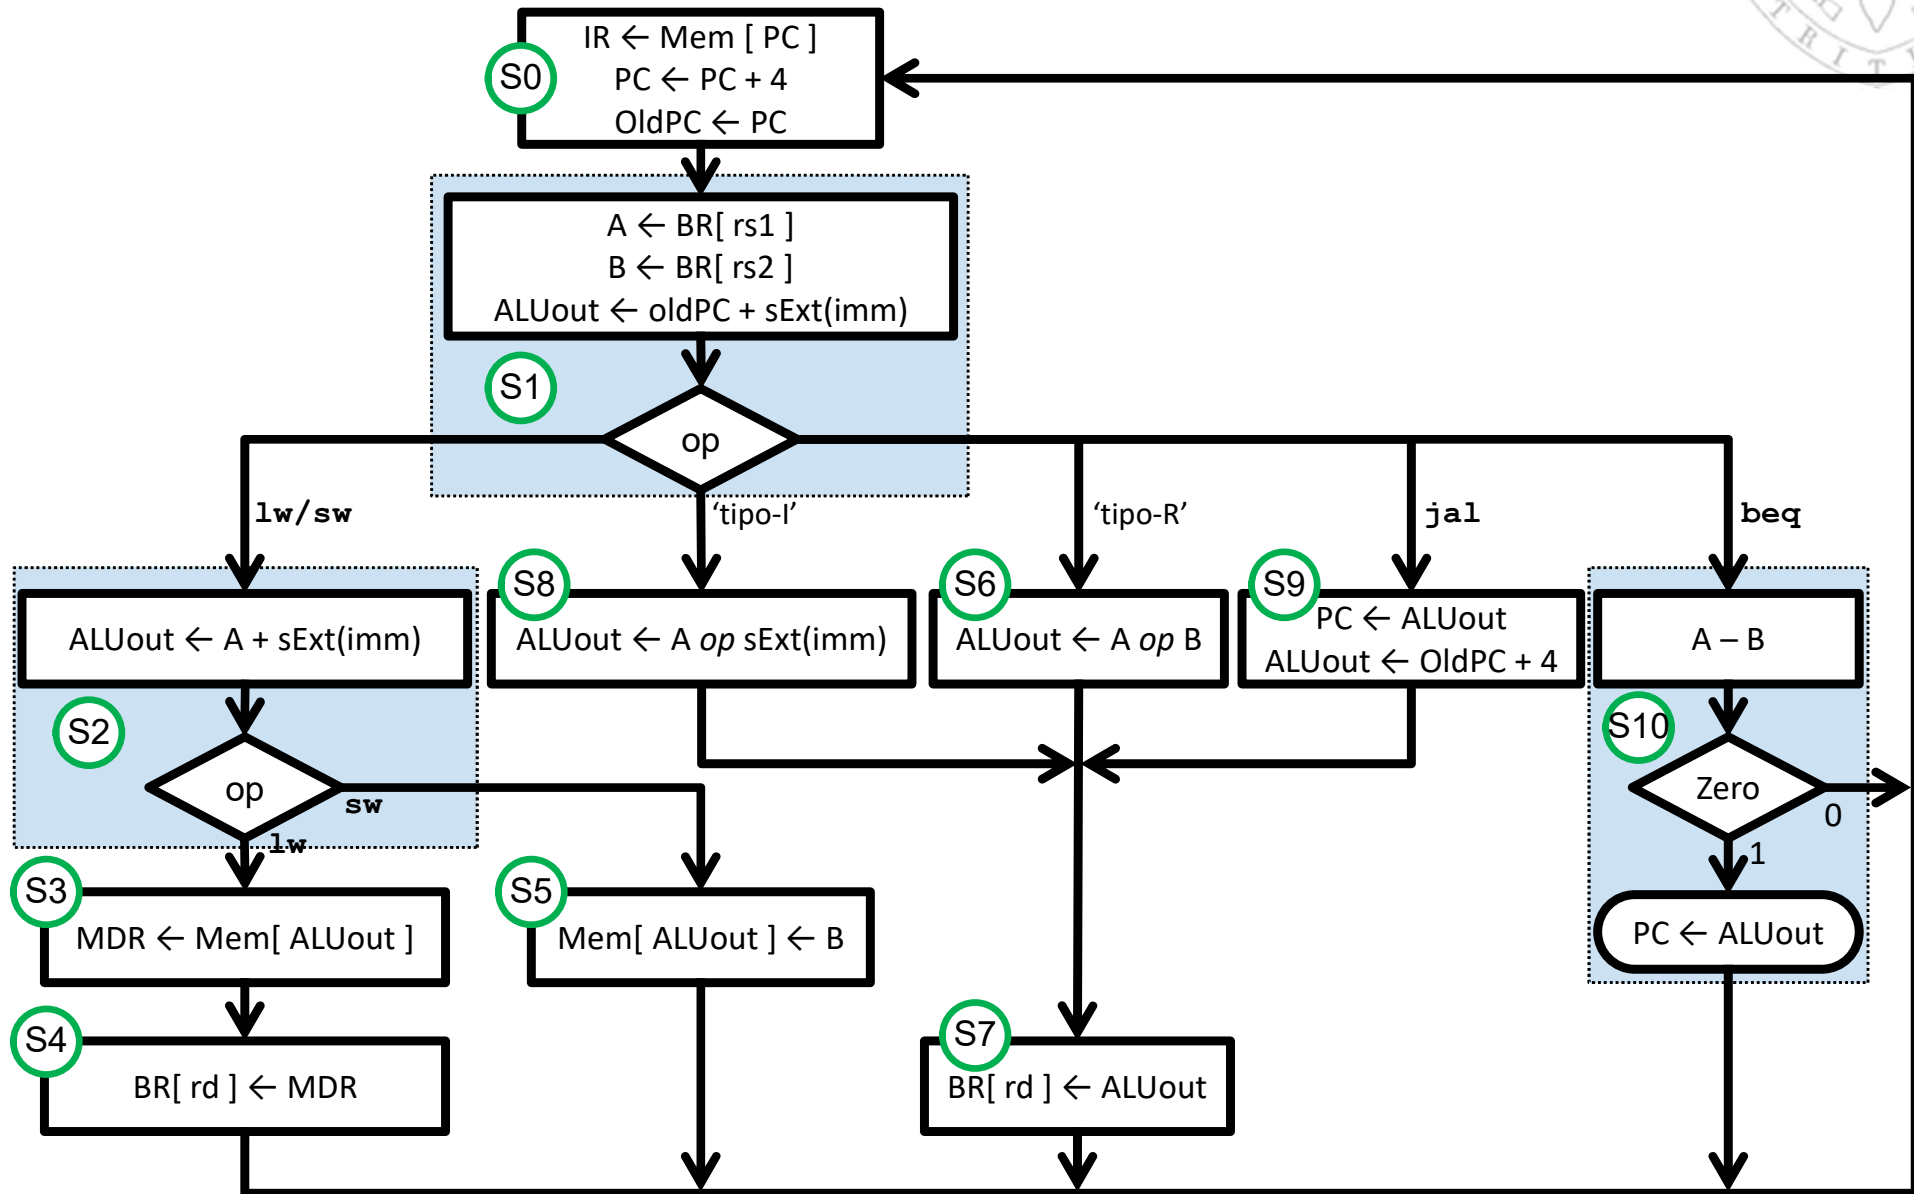 IR ← Mem [ PC ]
S0
PC ← PC + 4
OldPC ← PC
A ← BR[ rs1 ]
B ← BR[ rs2 ]
ALUout ← oldPC + sExt(imm)
S1
op
lw/sw
‘tipo-I’
‘tipo-R’
jal
beq
S8
S6
S9
ALUout ← A + sExt(imm)
ALUout ← A op sExt(imm)
ALUout ← A op B
PC ← ALUout
ALUout ← OldPC + 4
A – B
S2
S10
op
sw
lw
Zero
0
1
S3
MDR ← Mem[ ALUout ]
S5
Mem[ ALUout ] ← B
PC ← ALUout
S4
BR[ rd ] ← MDR
S7
BR[ rd ] ← ALUout